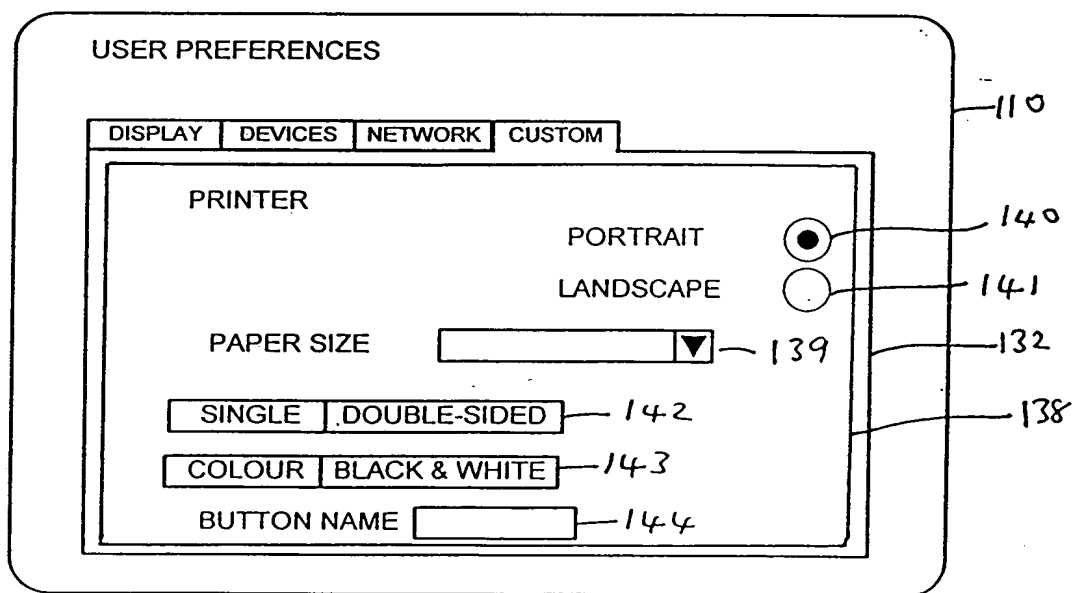 USER PREFERENCES
110
DISPLAY DEVICES NETWORK CUSTOM
PRINTER
PORTRAIT 140
LANDSCAPE 141
PAPER SIZE 139 132
138
SINGLE DOUBLE-SIDED 142
COLOUR BLACK & WHITE 143
BUTTON NAME 144